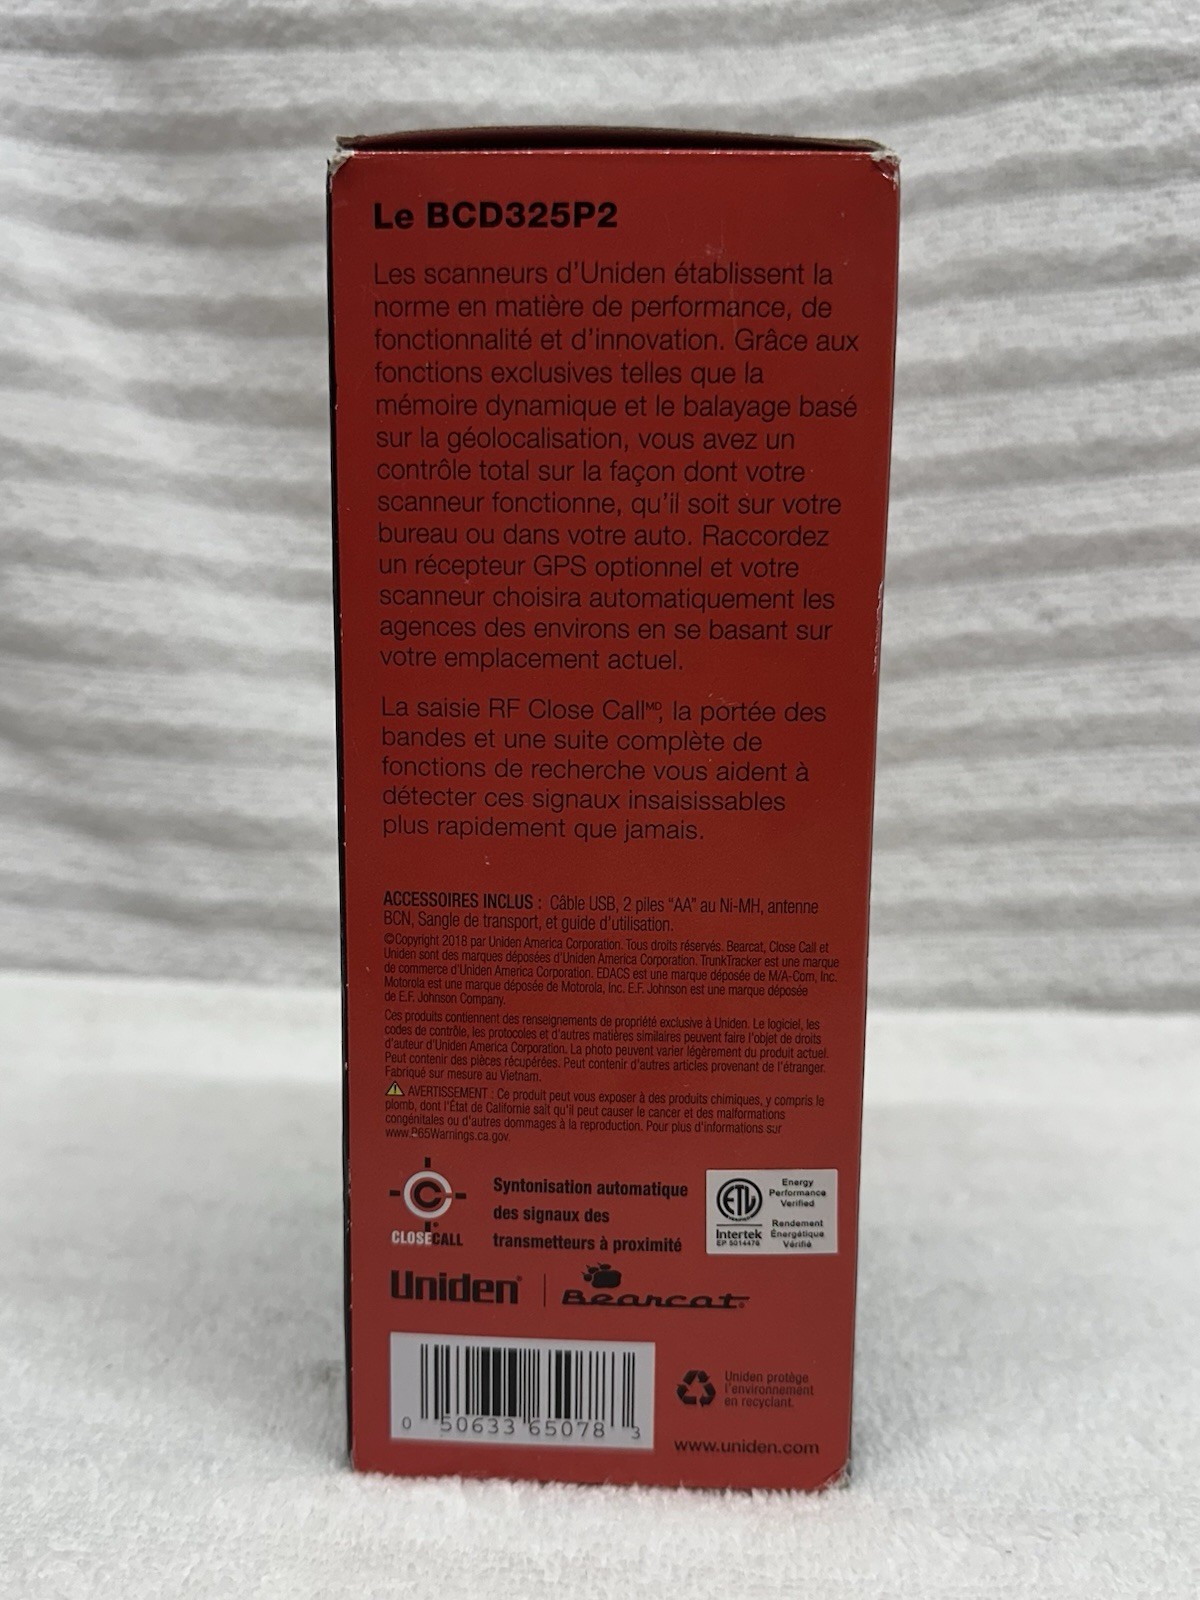 Le BCD325P2
Les scanneurs d'Uniden établissent la
norme en matière de performance, de
fonctionnalité et d'innovation. Grâce aux
fonctions exclusives telles que la
mémoire dynamique et le balayage basé
sur la géolocalisation, vous avez un
contrôle total sur la façon dont votre
scanneur fonctionne, qu'il soit sur votre
bureau ou dans votre auto. Raccordez
un récepteur GPS optionnel et votre
scanneur choisira automatiquement les
agences des environs en se basant sur
votre emplacement actuel.
La saisie RF Close Call MD, la portée des
bandes et une suite complète de
fonctions de recherche vous aident à
détecter ces signaux insaisissables
plus rapidement que jamais.
ACCESSOIRES INCLUS : Câble USB, 2 piles "AA" au Ni-MH, antenne
BCN, Sangle de transport, et guide d'utilisation.
©Copyright 2018 par Uniden America Corporation. Tous droits réservés. Bearcat, Close Call et
Uniden sont des marques déposées d'Uniden America Corporation. TrunkTracker est une marque
de commerce d'Uniden America Corporation. EDACS est une marque déposée de M/A-Com, Inc.
Motorola est une marque déposée de Motorola, Inc. E.F. Johnson est une marque déposée
de E.F. Johnson Company.
Ces produits contiennent des renseignements de propriété exclusive à Uniden. Le logiciel, les
codes de contrôle, les protocoles et d'autres matières similaires peuvent faire l'objet de droits
d'auteur d'Uniden America Corporation. La photo peuvent varier légèrement du produit actuel.
Peut contenir des pièces récupérées. Peut contenir d'autres articles provenant de l'étranger.
Fabriqué sur mesure au Vietnam.
AVERTISSEMENT : Ce produit peut vous exposer à des produits chimiques, y compris le
plomb, dont l'État de Californie sait qu'il peut causer le cancer et des malformations
congénitales ou d'autres dommages à la reproduction. Pour plus d'informations sur
www.P65Warnings.ca.gov.
CLOSECALL
Syntonisation automatique
des signaux des
transmetteurs à proximité
ETL
Intertek
EP 5014476
Energy
Performance
Verified
Rendement
Énergétique
Vérifié
Uniden® | Bearcat®
0 50633 65078 3
Uniden protège
l'environnement
en recyclant.
www.uniden.com